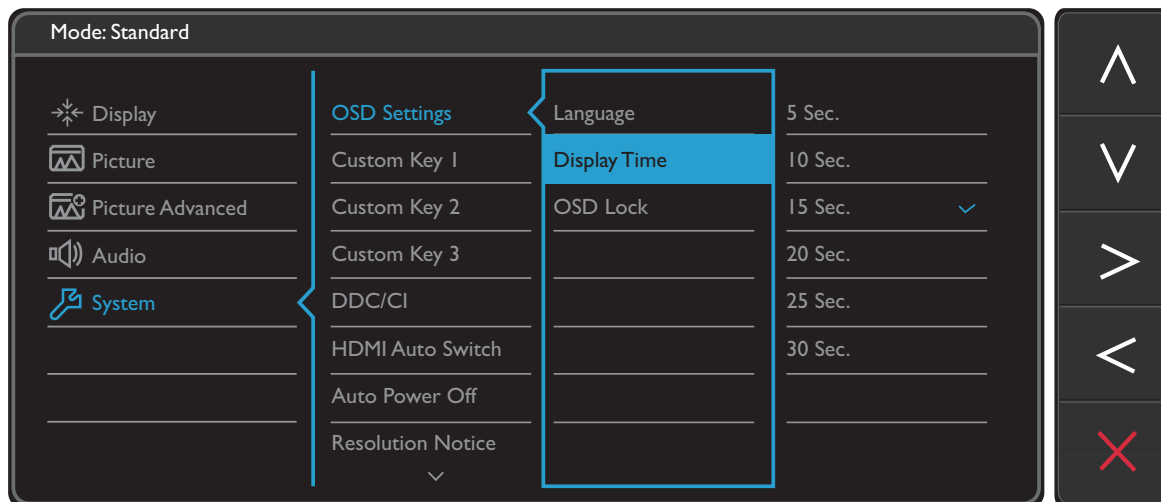 Mode: Standard
Display
Picture
Picture Advanced
Audio
System
OSD Settings
Custom Key 1
Custom Key 2
Custom Key 3
DDC/CI
HDMI Auto Switch
Auto Power Off
Resolution Notice
Language
Display Time
OSD Lock
5 Sec.
10 Sec.
15 Sec.
20 Sec.
25 Sec.
30 Sec.